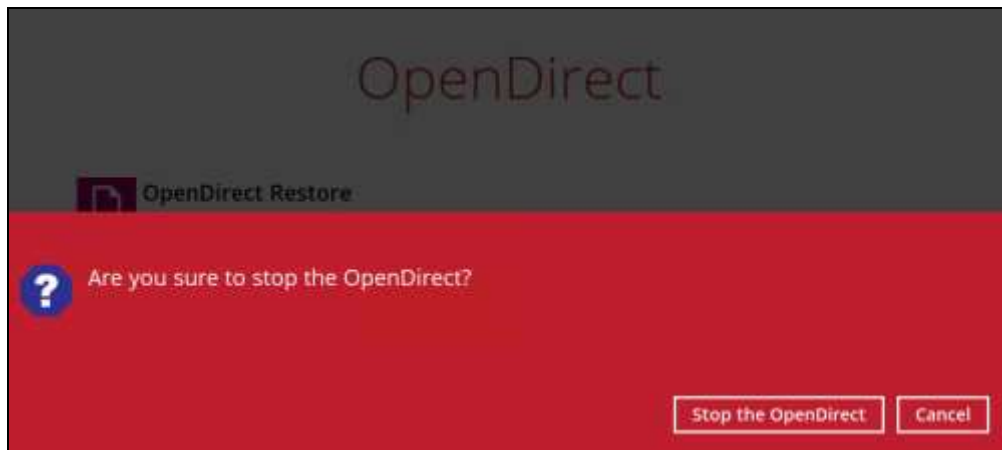 OpenDirect
OpenDirect Restore
Are you sure to stop the OpenDirect?
Stop the OpenDirect Cancel